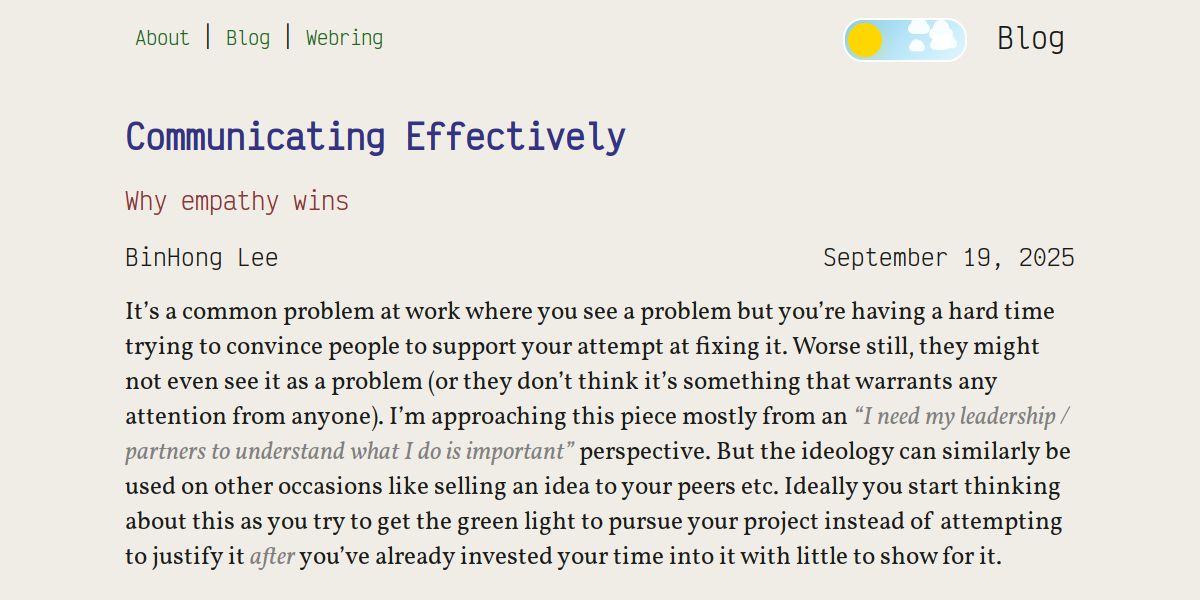 About | Blog | Webring
Blog
Communicating Effectively
Why empathy wins
BinHong Lee
September 19, 2025
It’s a common problem at work where you see a problem but you’re having a hard time
trying to convince people to support your attempt at fixing it. Worse still, they might
not even see it as a problem (or they don’t think it’s something that warrants any
attention from anyone). I’m approaching this piece mostly from an “I need my leadership /
partners to understand what I do is important” perspective. But the ideology can similarly be
used on other occasions like selling an idea to your peers etc. Ideally you start thinking
about this as you try to get the green light to pursue your project instead of attempting
to justify it after you’ve already invested your time into it with little to show for it.